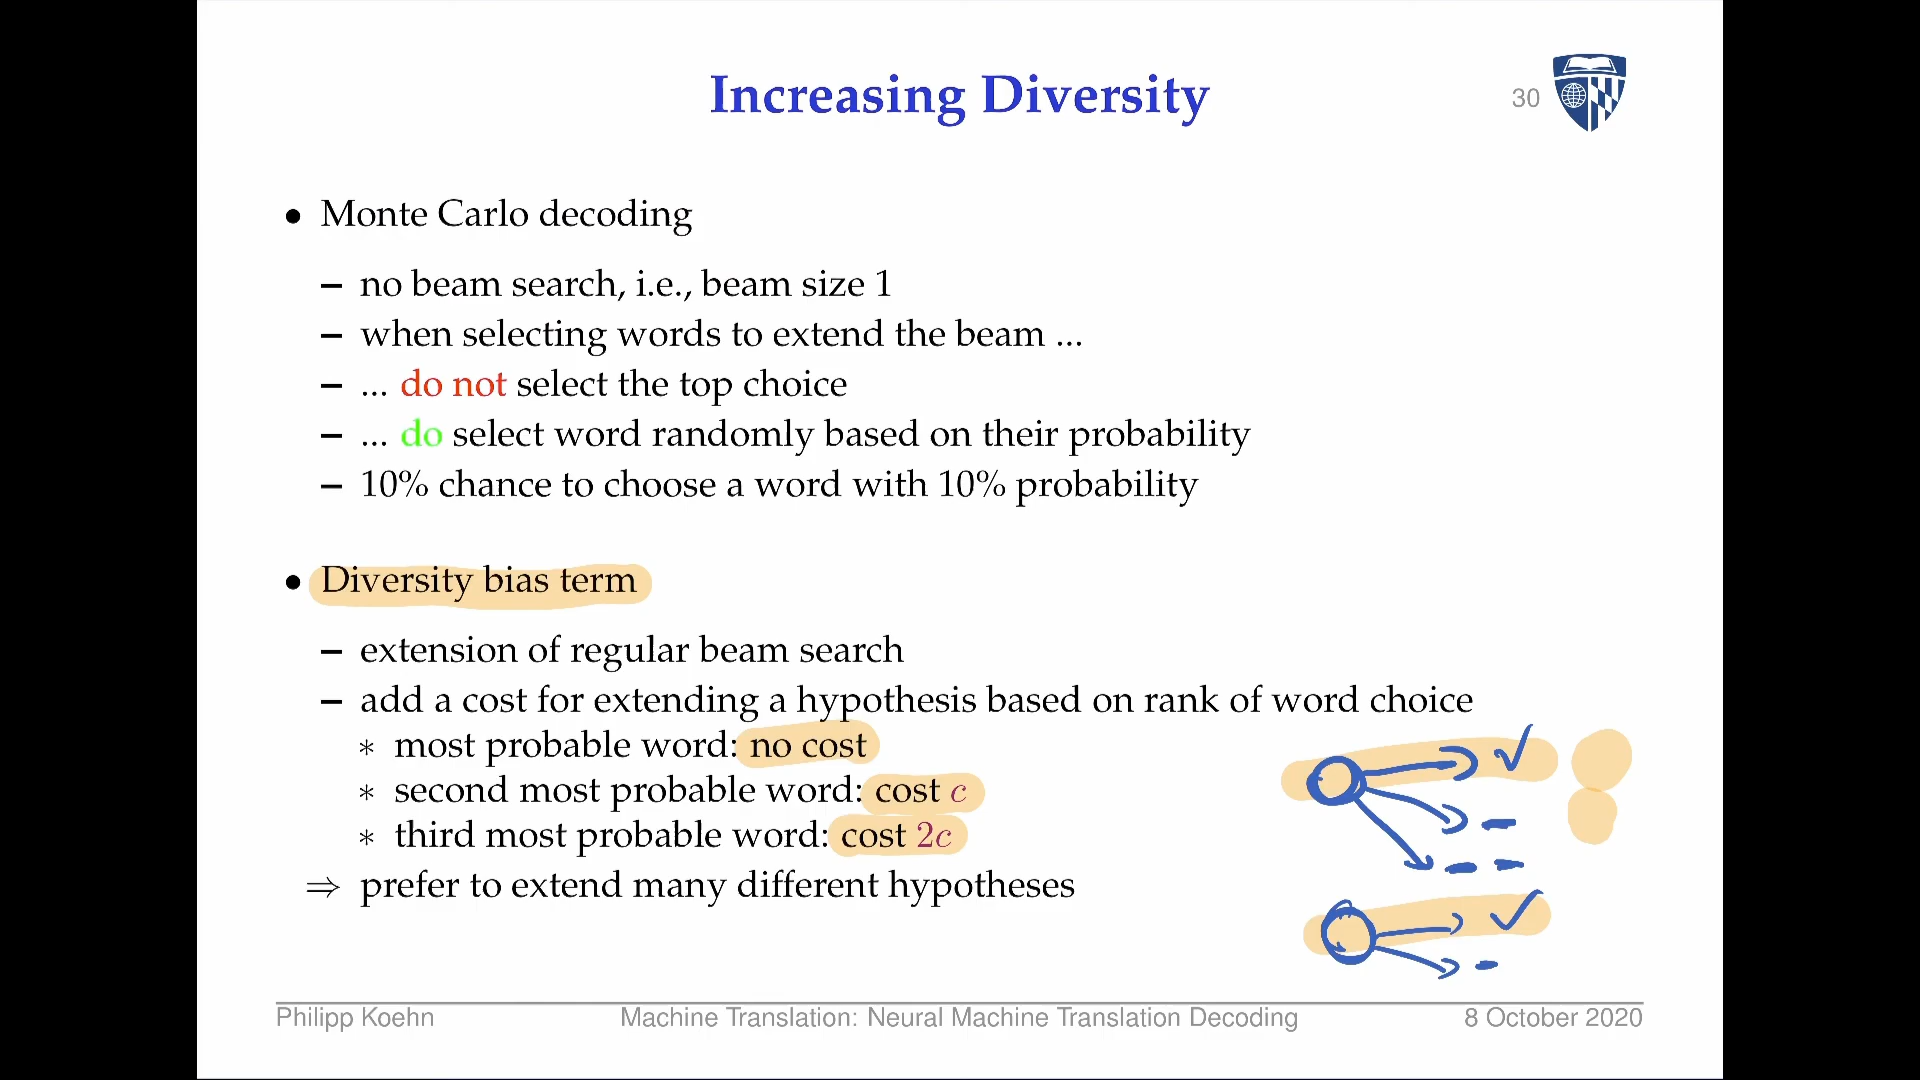 Increasing Diversity
30
• Monte Carlo decoding
– no beam search, i.e., beam size 1
– when selecting words to extend the beam ...
– ... do not select the top choice
– ... do select word randomly based on their probability
– 10% chance to choose a word with 10% probability
• Diversity bias term
– extension of regular beam search
– add a cost for extending a hypothesis based on rank of word choice
∗ most probable word: no cost
∗ second most probable word: cost c
∗ third most probable word: cost 2c
⇒ prefer to extend many different hypotheses
Philipp Koehn Machine Translation: Neural Machine Translation Decoding 8 October 2020